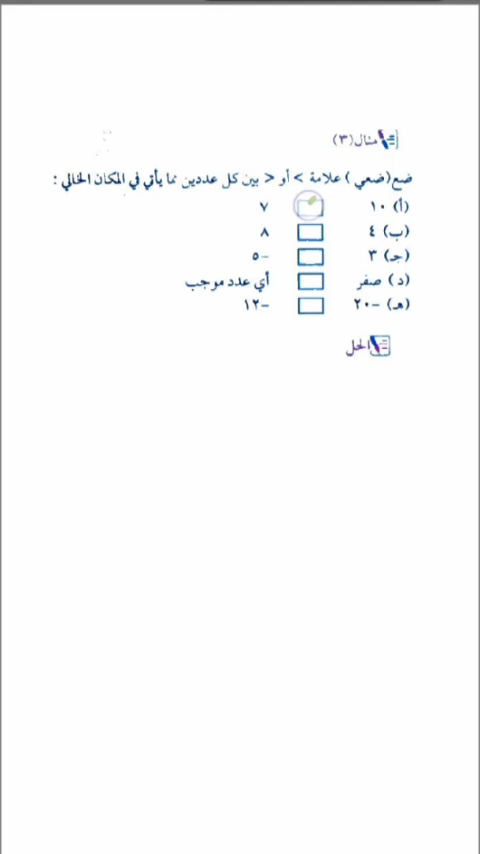 مثال (٣)
ضع (ضعي) علامة > أو < بين كل عددين مما يأتي في المكان الخالي :
(أ) ١٠ ٧
(ب) ٤ ٨
(جـ) ٣ -٥
(د) صفر أي عدد موجب
(هـ) -٢٠ -١٢
الحل